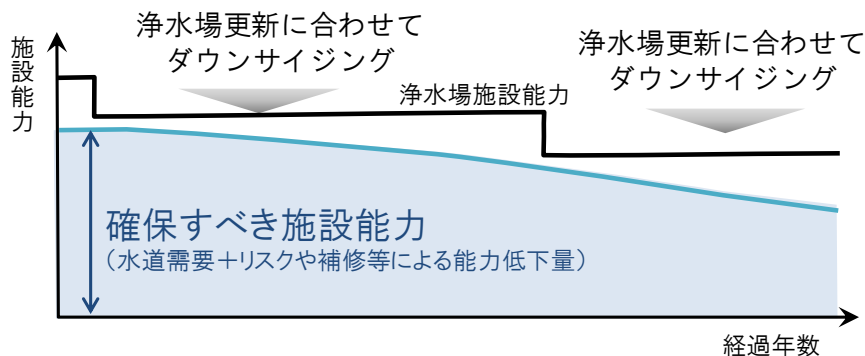 浄水場更新に合わせて
ダウンサイジング
浄水場更新に合わせて
ダウンサイジング
施設能力
浄水場施設能力
確保すべき施設能力
（水道需要＋リスクや補修等による能力低下量）
経過年数